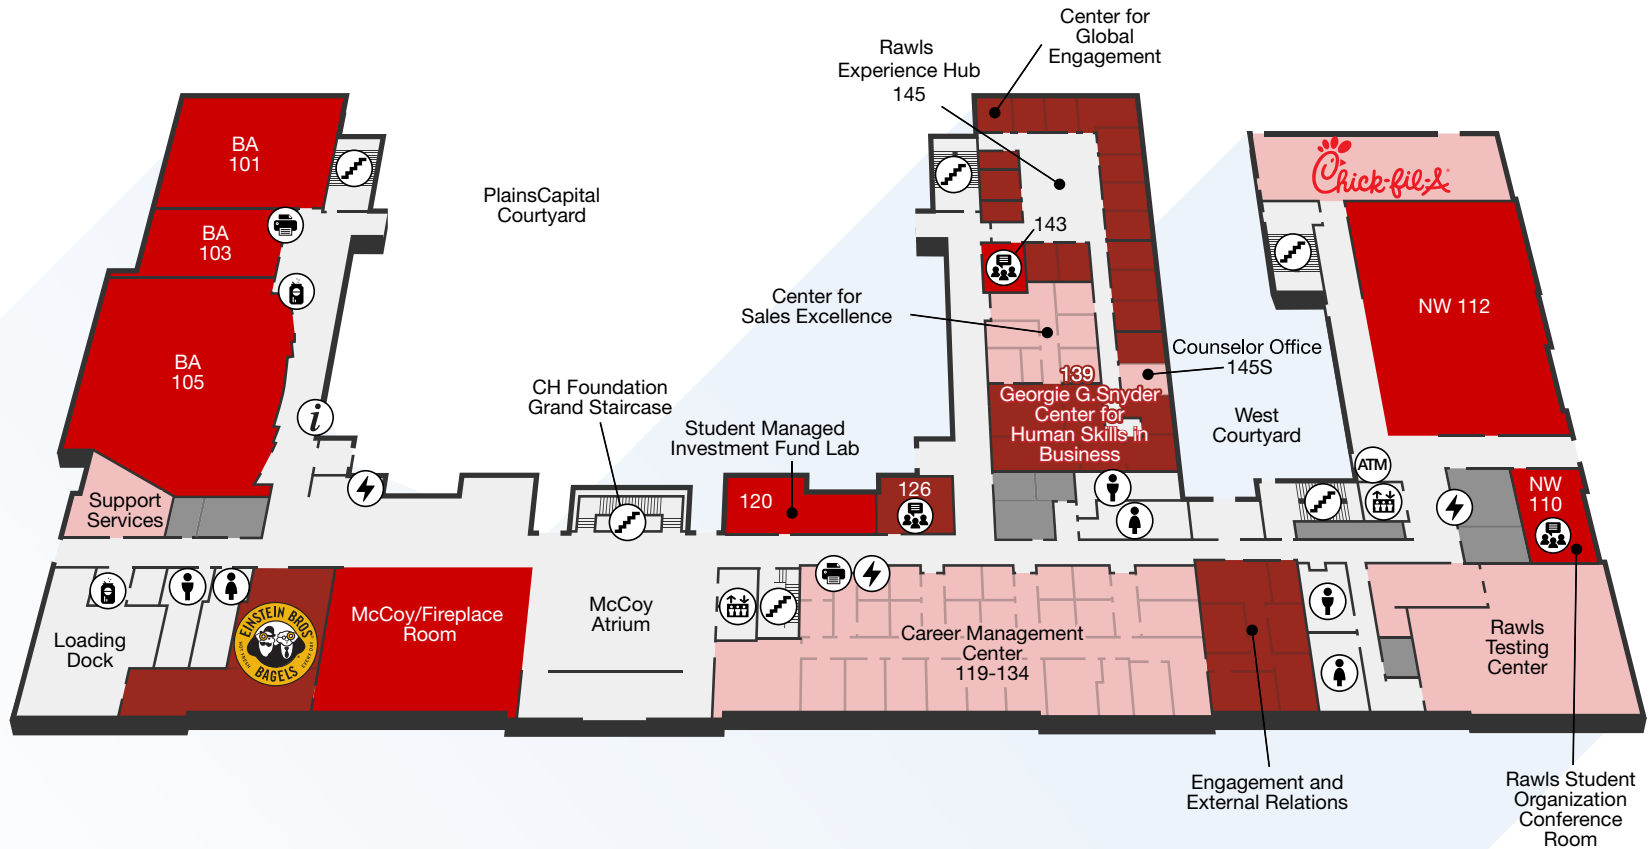 Center for
Global
Engagement
Rawls
Experience Hub
145
BA
101
PlainsCapital
Courtyard
Chick-fil-A
BA
103
143
Center for
Sales Excellence
NW 112
BA
105
Counselor Office
145S
139
Georgie G.Snyder
Center for
Human Skills in
Business
CH Foundation
Grand Staircase
Student Managed
Investment Fund Lab
West
Courtyard
i
ATM
Support
Services
120
126
NW
110
McCoy/Fireplace
Room
McCoy
Atrium
Career Management
Center
119-134
Loading
Dock
EINSTEIN BROS
BAGELS
Rawls
Testing
Center
Engagement and
External Relations
Rawls Student
Organization
Conference
Room